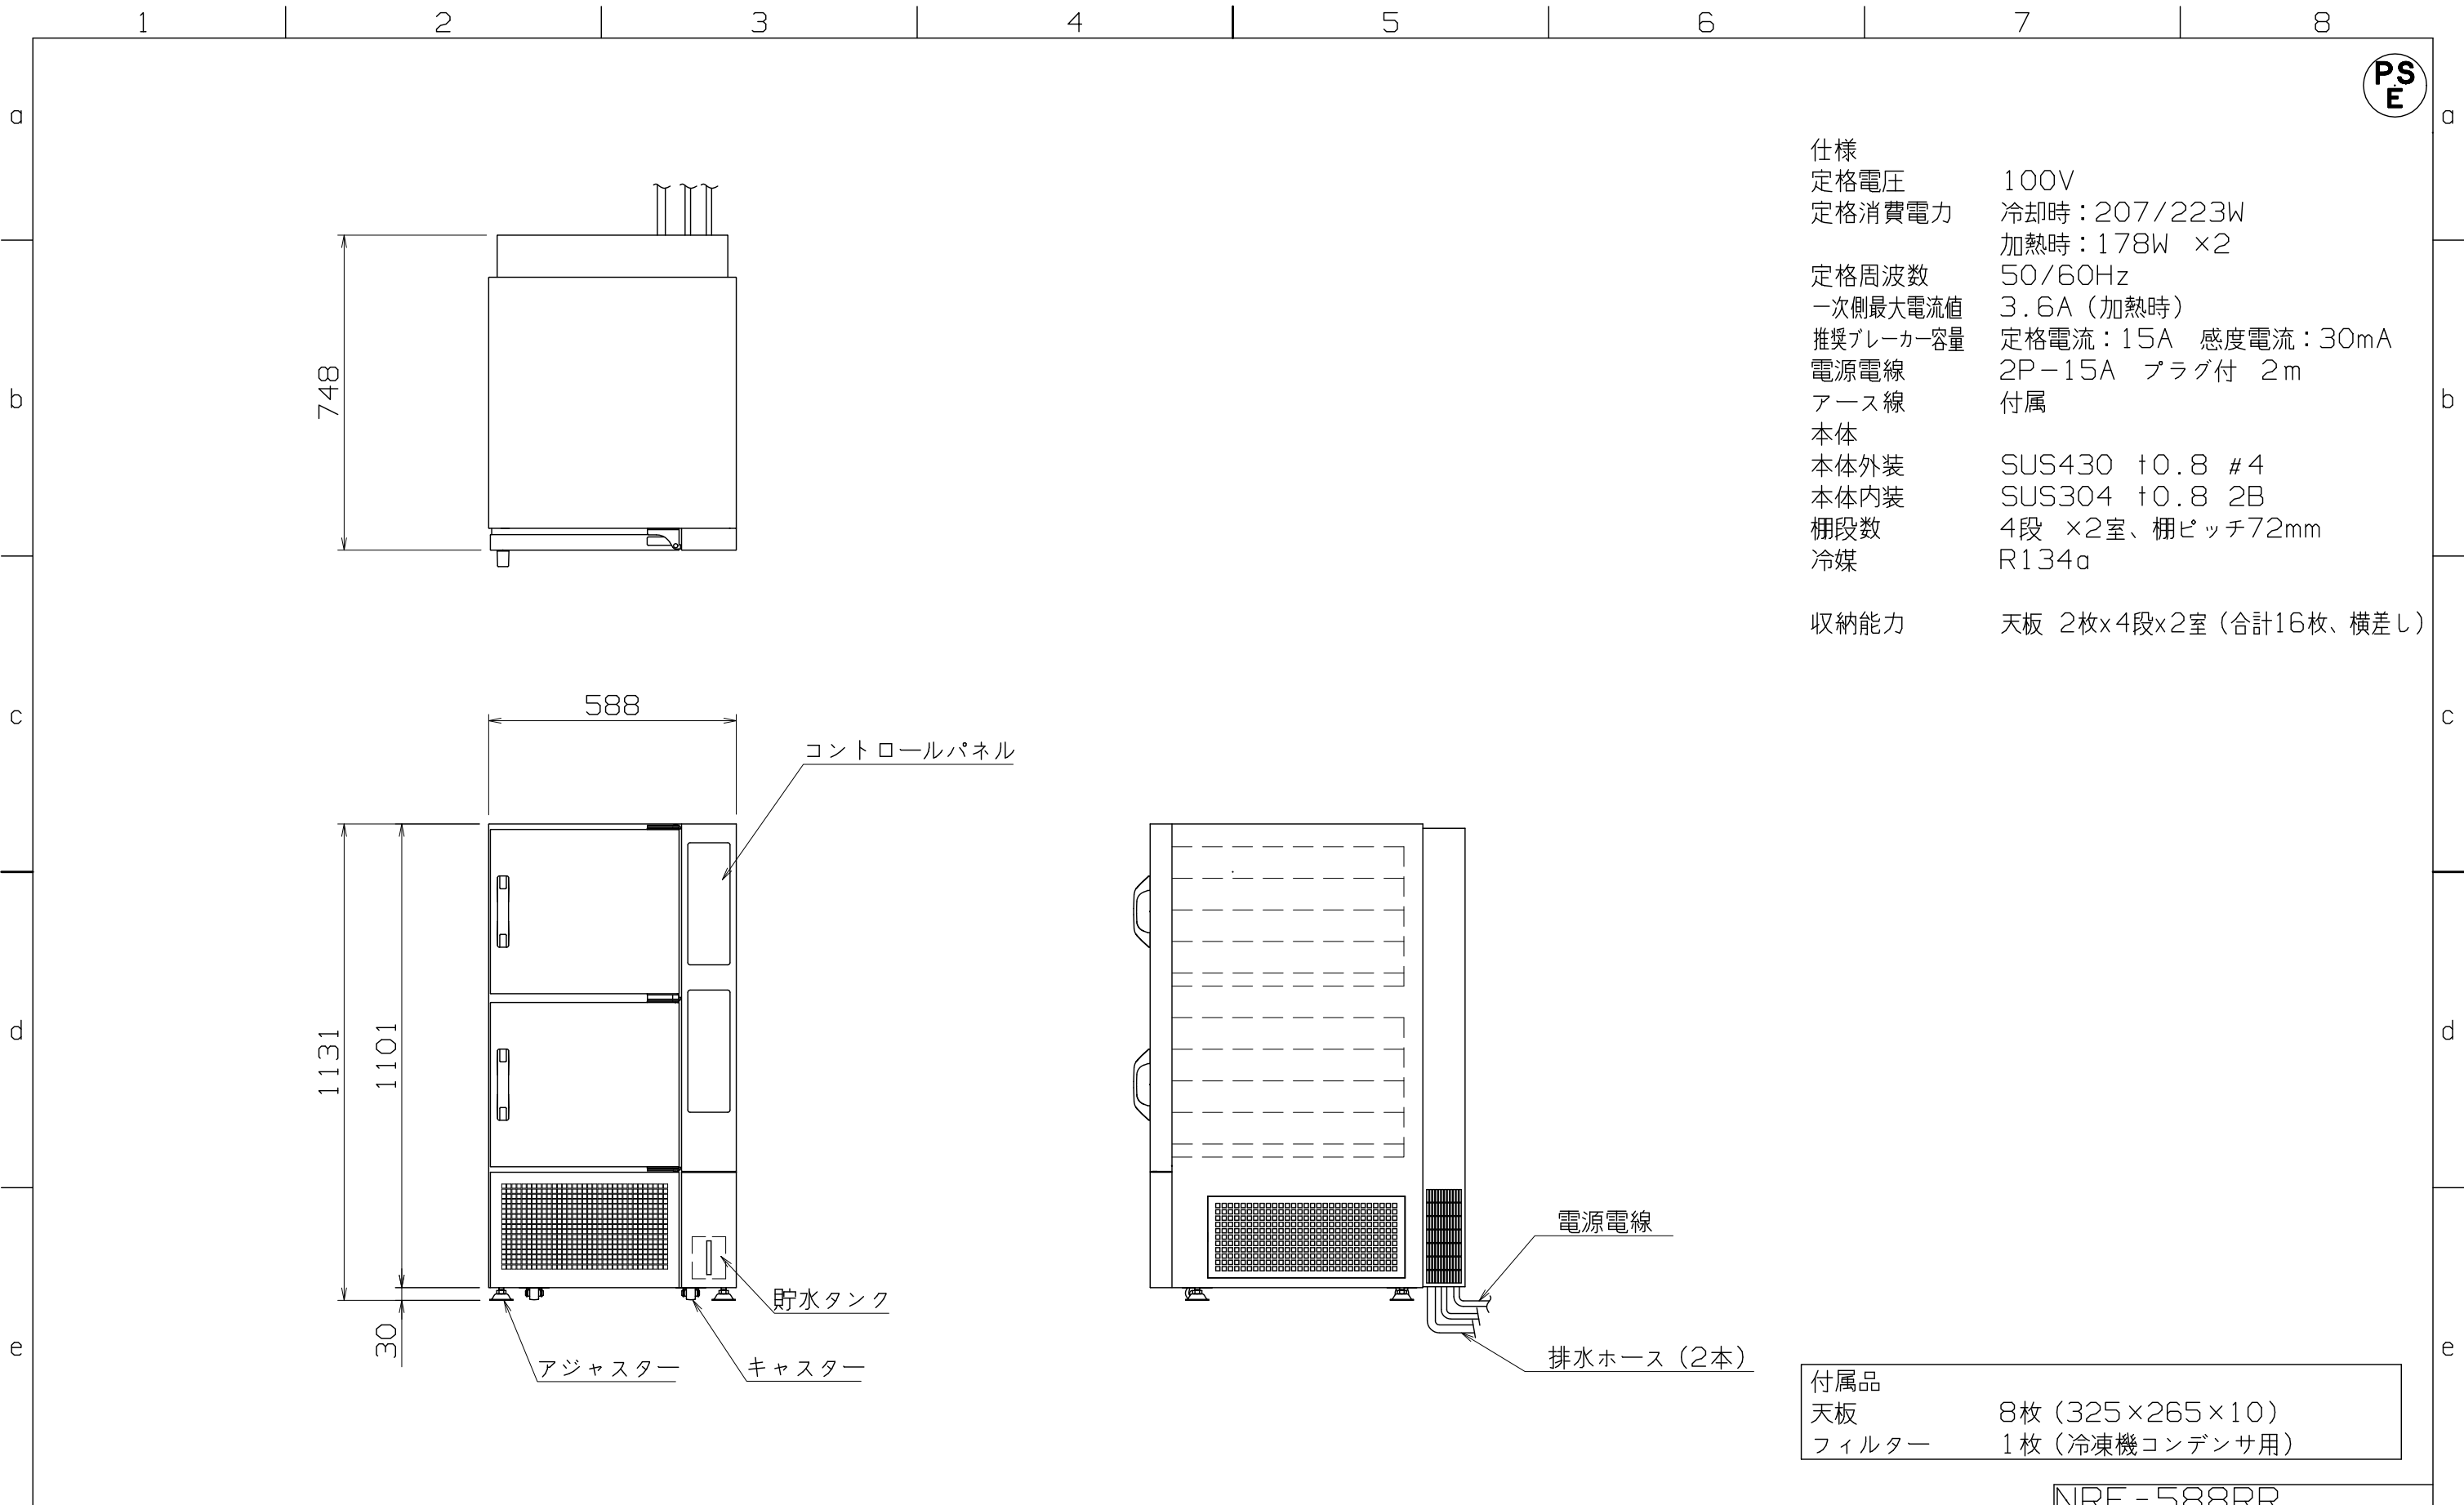 1 2 3 4 5 6 7 8
PS
E
a a
仕様
定格電圧 100V
定格消費電力 冷却時：207/223W
加熱時：178W ×2
定格周波数 50/60Hz
一次側最大電流値 3.6A（加熱時）
推奨ブレーカー容量 定格電流：15A 感度電流：30mA
電源電線 2P－15A プラグ付 2m
アース線 付属
本体
本体外装 SUS430 t0.8 #4
本体内装 SUS304 t0.8 2B
棚段数 4段 ×2室、棚ピッチ72mm
冷媒 R134a
収納能力 天板 2枚x4段x2室（合計16枚、横差し）
748
b b
588
c c
コントロールパネル
1131
1101
d d
30
貯水タンク
アジャスター
キャスター
電源電線
排水ホース（2本）
e e
付属品
天板 8枚（325×265×10）
フィルター 1枚（冷凍機コンデンサ用）